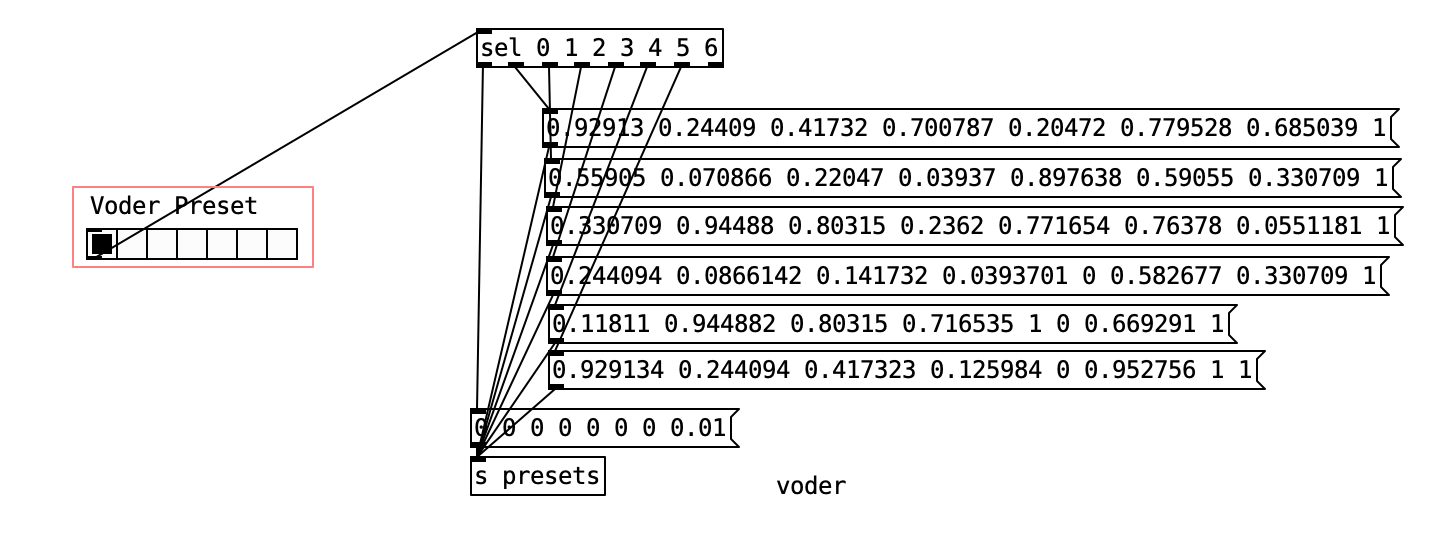 sel 0 1 2 3 4 5 6
0.92913 0.24409 0.41732 0.700787 0.20472 0.779528 0.685039 1
0.55905 0.070866 0.22047 0.03937 0.897638 0.59055 0.330709 1
Voder Preset
0.330709 0.94488 0.80315 0.2362 0.771654 0.76378 0.0551181 1
0.244094 0.0866142 0.141732 0.0393701 0 0.582677 0.330709 1
0.11811 0.944882 0.80315 0.716535 1 0 0.669291 1
0.929134 0.244094 0.417323 0.125984 0 0.952756 1 1
0 0 0 0 0 0 0 0.01
s presets
voder